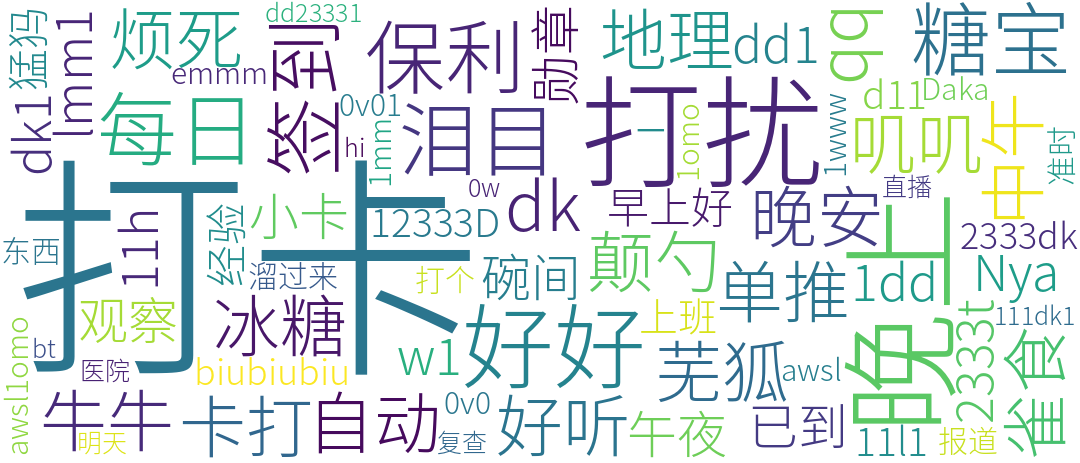 dd23331
猛犸
lmmm1
烦死
emmm
签到
保利
勋章
地理
dd1
qq
糖宝
dk1
每日
0v01
hi
1mm
泪目
打扰
一
1omo
1www
d11
Daka
叽叽
中午
准时
打卡
11h
经验
小卡
12333D
0w
dk
早上好
晚安
直播
晚上
2333dk
东西
溜过来
打个
碗间
颠勺
单推
1dd
Nya
观察
冰糖
上班
111dk1
bt
医院
biubiubiu
w1
好好
芜狐
awsl
2333t
雀食
awsl1omo
牛牛
明天
卡打
自动
0v0
复查
好听
午夜
已到
11l1
报道